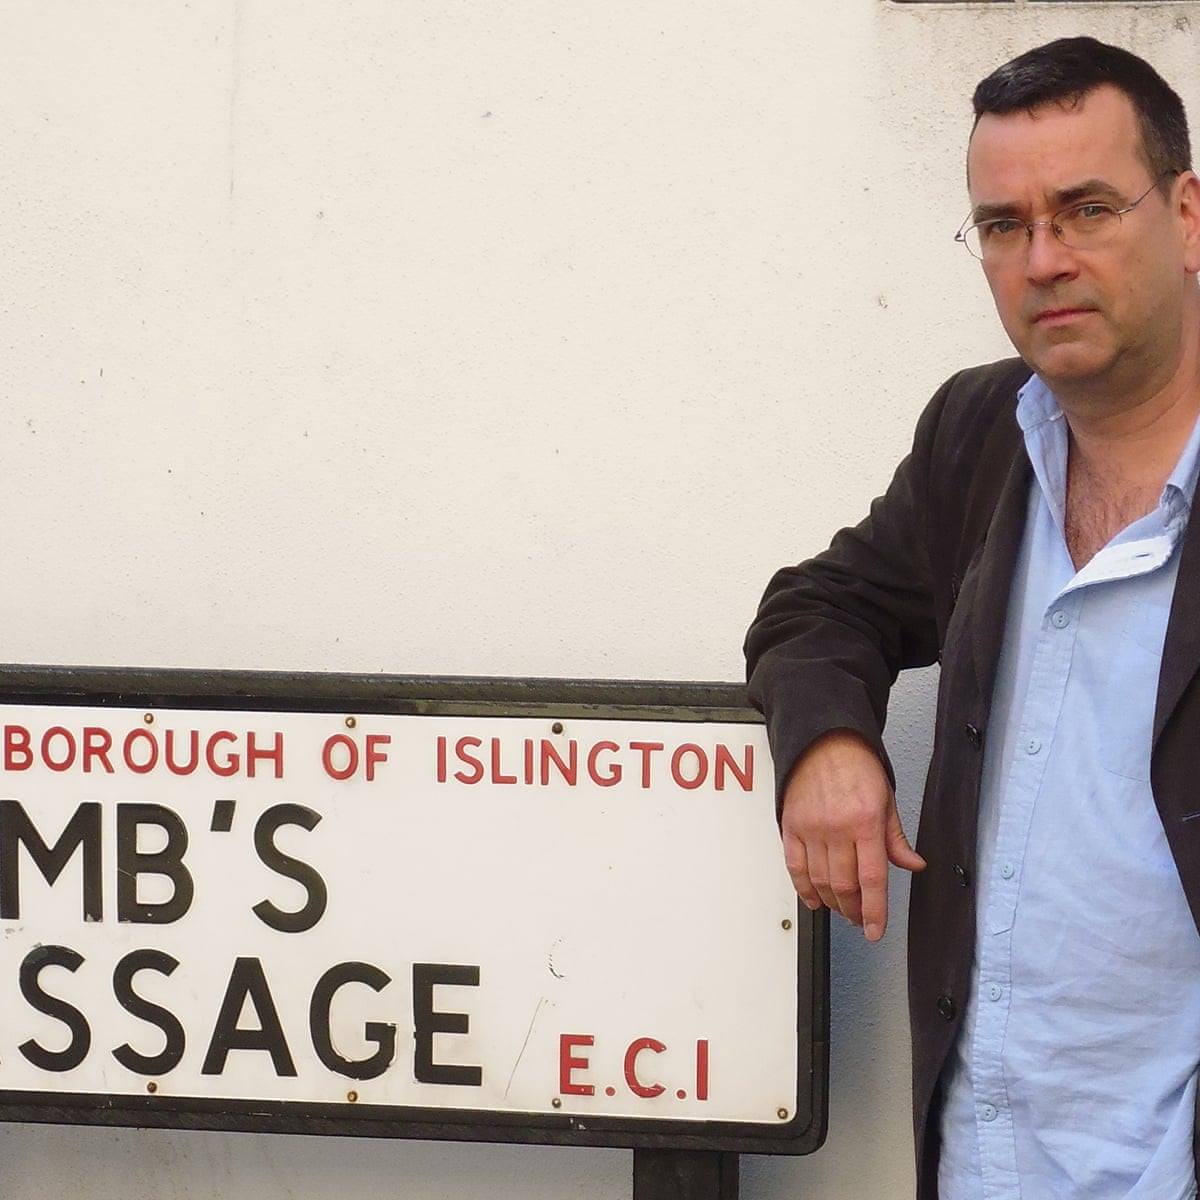 BOROUGH OF ISLINGTON
MB'S
SSAGE
E.C.1